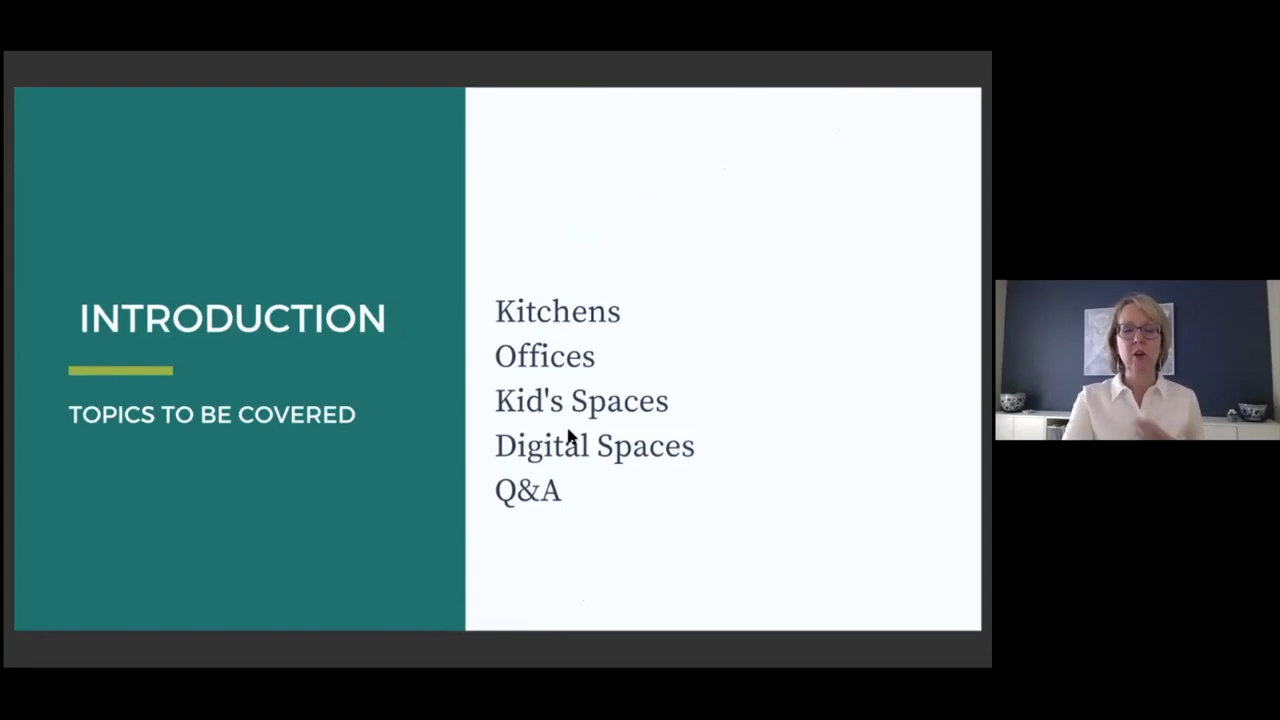 INTRODUCTION
TOPICS TO BE COVERED
Kitchens
Offices
Kid's Spaces
Digital Spaces
Q&A